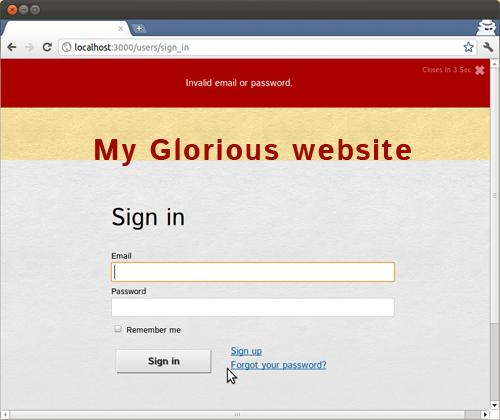 localhost:3000/users/sign_in
Closes In 3 Sec
Invalid email or password.
My Glorious website
Sign in
Email
Password
Remember me
Sign in
Sign up
Forgot your password?